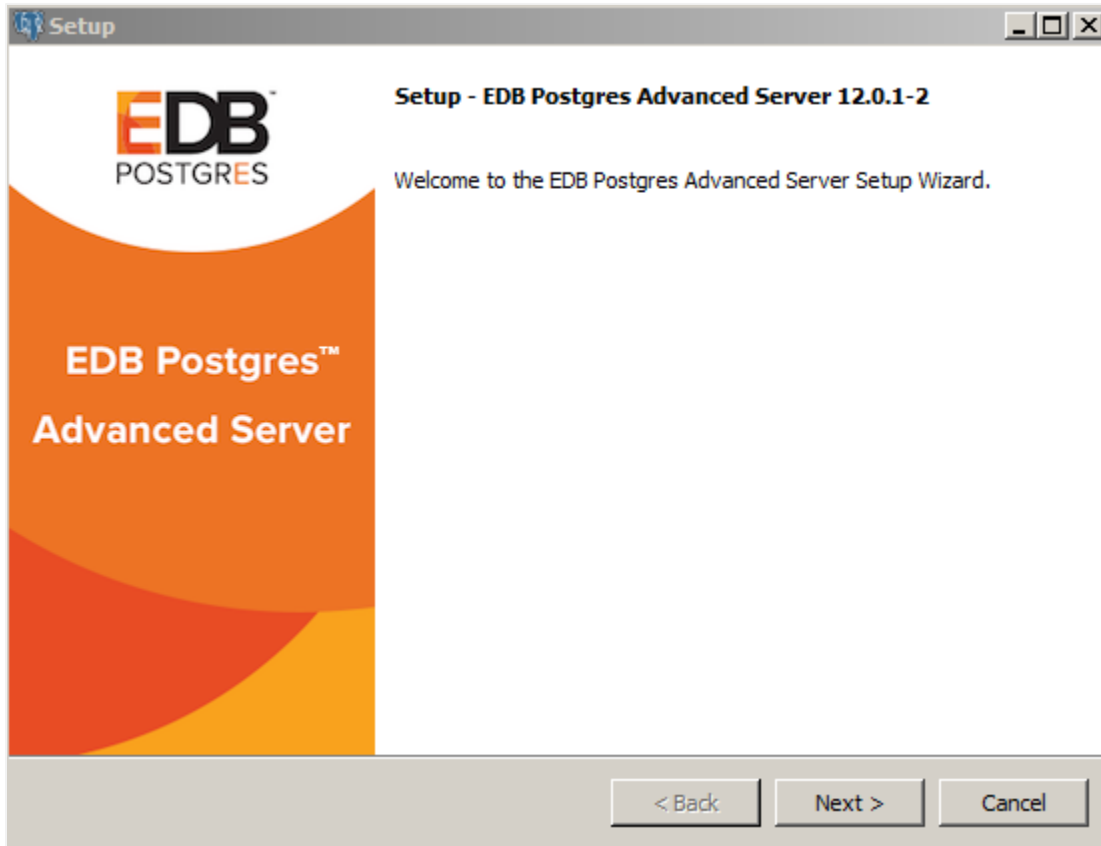 Setup
EDB
POSTGRES
Setup - EDB Postgres Advanced Server 12.0.1-2
Welcome to the EDB Postgres Advanced Server Setup Wizard.
EDB Postgres™
Advanced Server
< Back
Next >
Cancel